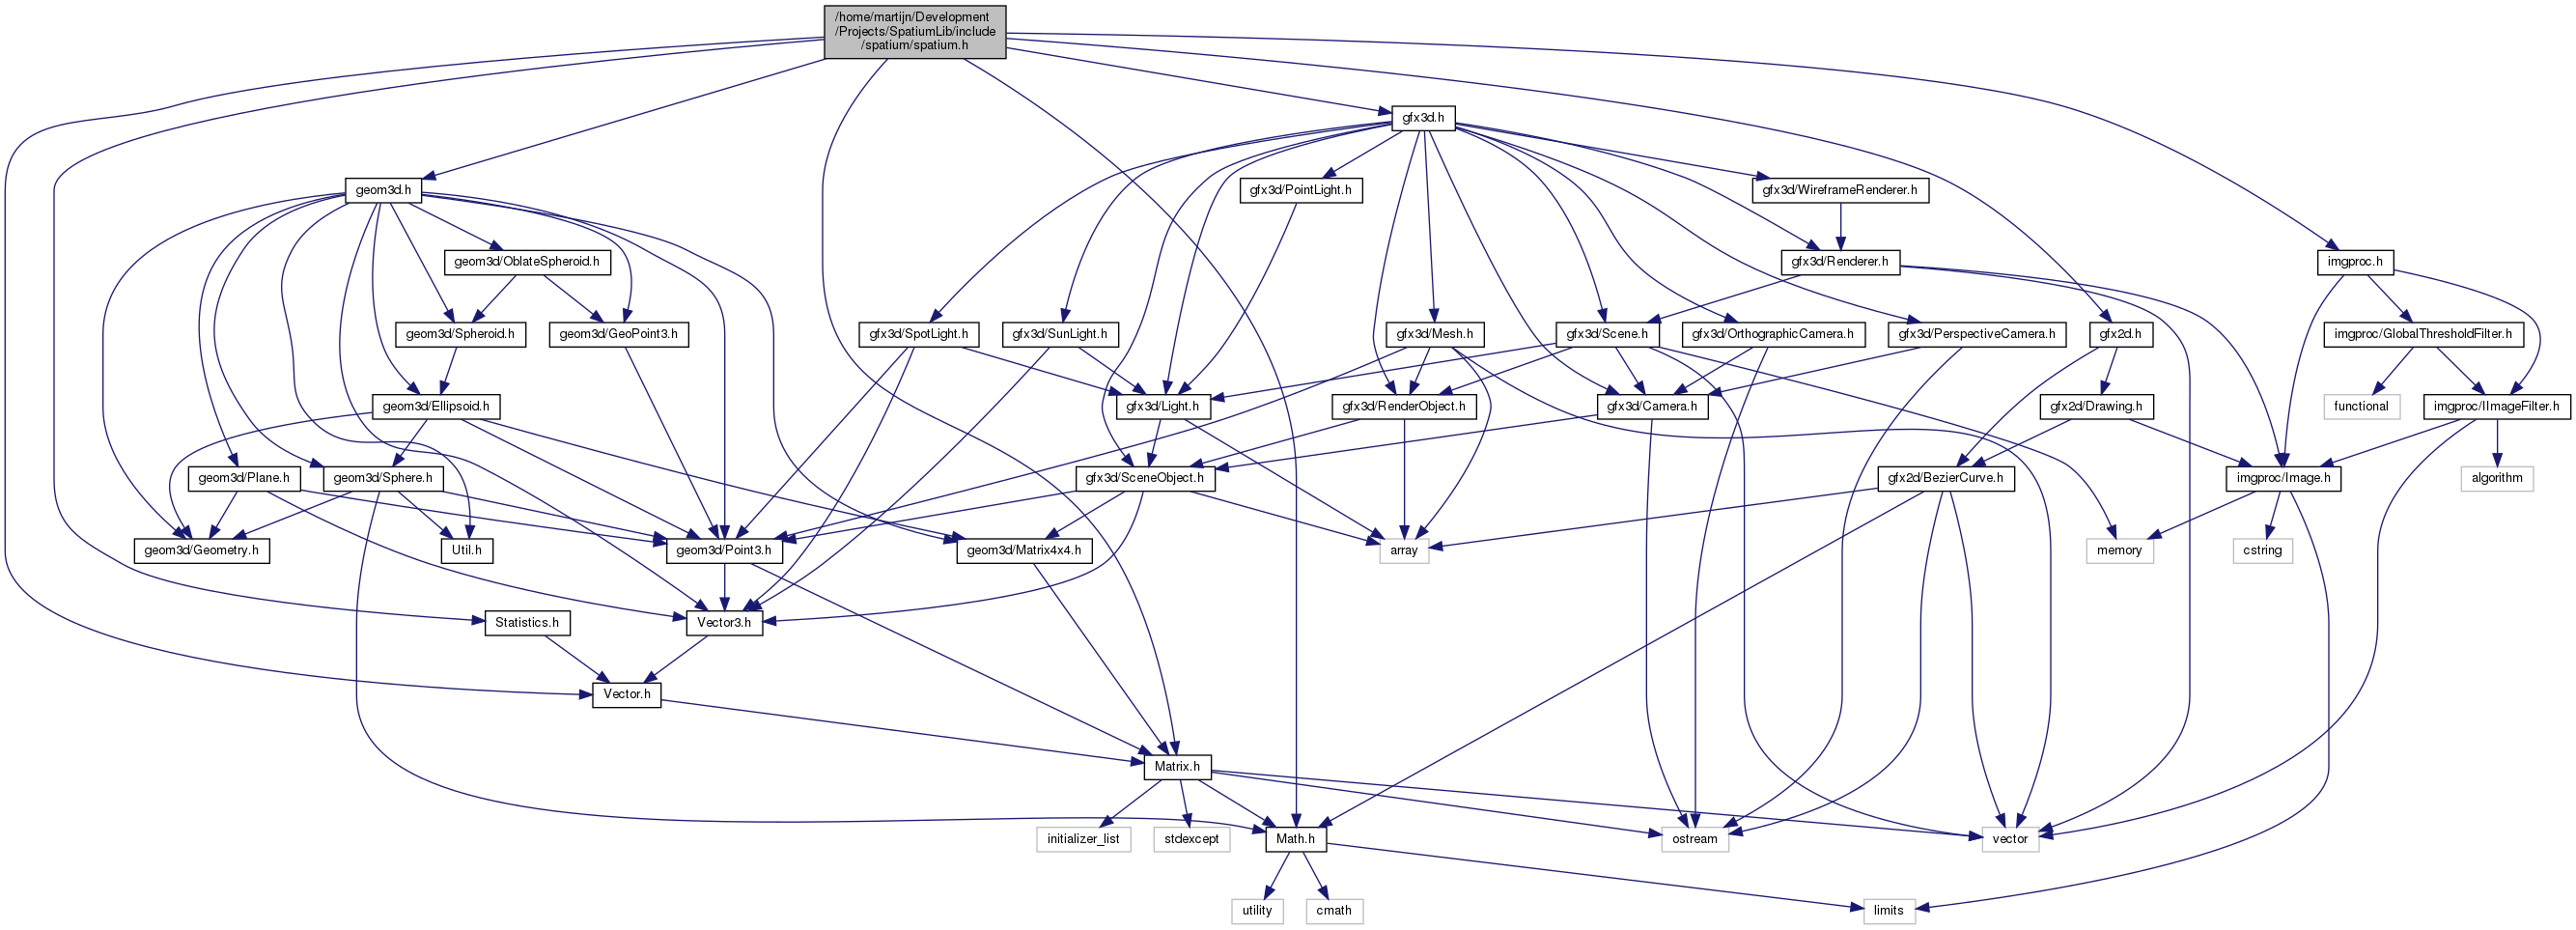 /home/martijn/Development
/Projects/SpatiumLib/include
/spatium/spatium.h
gfx3d.h
geom3d.h
gfx3d/PointLight.h
gfx3d/WireframeRenderer.h
geom3d/OblateSpheroid.h
gfx3d/Renderer.h
imgproc.h
geom3d/Spheroid.h
geom3d/GeoPoint3.h
gfx3d/SpotLight.h
gfx3d/SunLight.h
gfx3d/Mesh.h
gfx3d/Scene.h
gfx3d/OrthographicCamera.h
gfx3d/PerspectiveCamera.h
gfx2d.h
imgproc/GlobalThresholdFilter.h
geom3d/Ellipsoid.h
gfx3d/Light.h
gfx3d/RenderObject.h
gfx3d/Camera.h
gfx2d/Drawing.h
functional
imgproc/IImageFilter.h
geom3d/Plane.h
geom3d/Sphere.h
gfx3d/SceneObject.h
gfx2d/BezierCurve.h
imgproc/Image.h
algorithm
geom3d/Geometry.h
Util.h
geom3d/Point3.h
geom3d/Matrix4x4.h
array
memory
cstring
Statistics.h
Vector3.h
Vector.h
Matrix.h
initializer_list
stdexcept
Math.h
ostream
vector
utility
cmath
limits